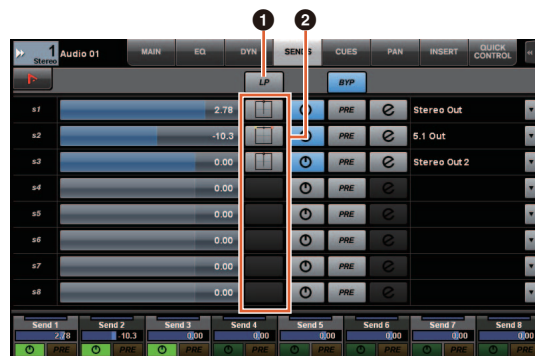 1 2
1 Stereo Audio 01 MAIN EQ DYN SENDS CUES PAN INSERT QUICK CONTROL
LP BYP
s1 2.78 PRE e Stereo Out
s2 -10.3 PRE e 5.1 Out
s3 0.00 PRE e Stereo Out 2
s4 0.00 PRE e
s5 0.00 PRE e
s6 0.00 PRE e
s7 0.00 PRE e
s8 0.00 PRE e
Send 1 Send 2 Send 3 Send 4 Send 5 Send 6 Send 7 Send 8
2.78 -10.3 0.00 0.00 0.00 0.00 0.00 0.00
PRE PRE PRE PRE PRE PRE PRE PRE